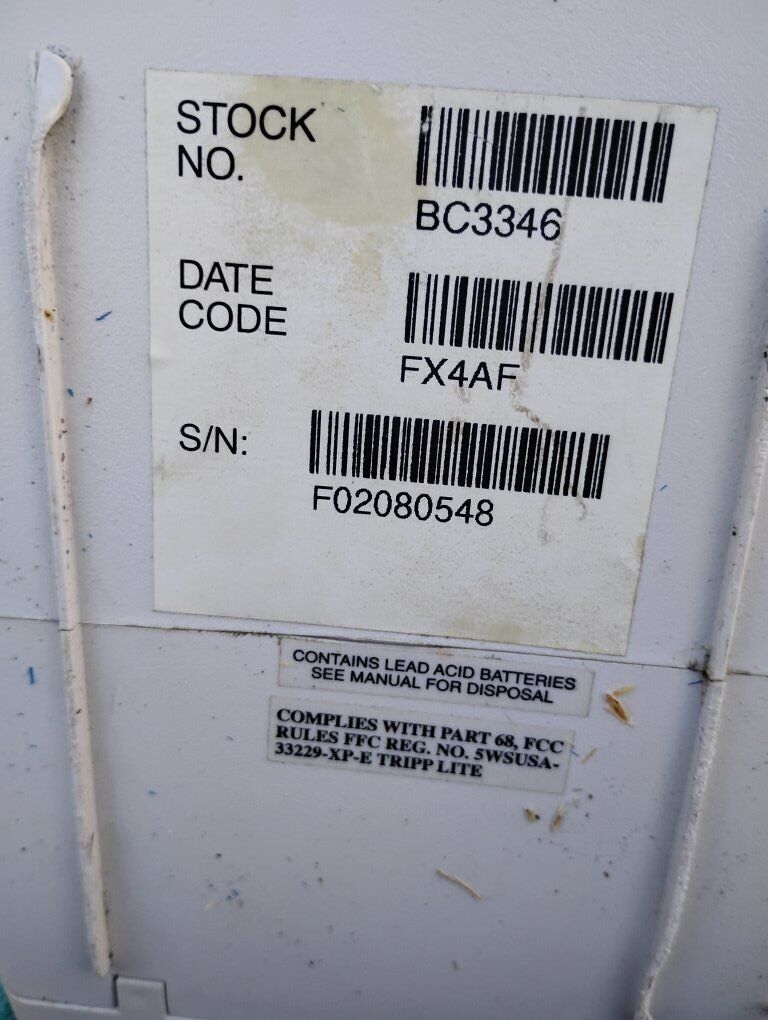 STOCK
NO.
BC3346
DATE
CODE
FX4AF
S/N:
F02080548
CONTAINS LEAD ACID BATTERIES
SEE MANUAL FOR DISPOSAL
COMPLIES WITH PART 68, FCC
RULES FFC REG. NO. 5WSUSA-
33229-XP-E TRIPP LITE